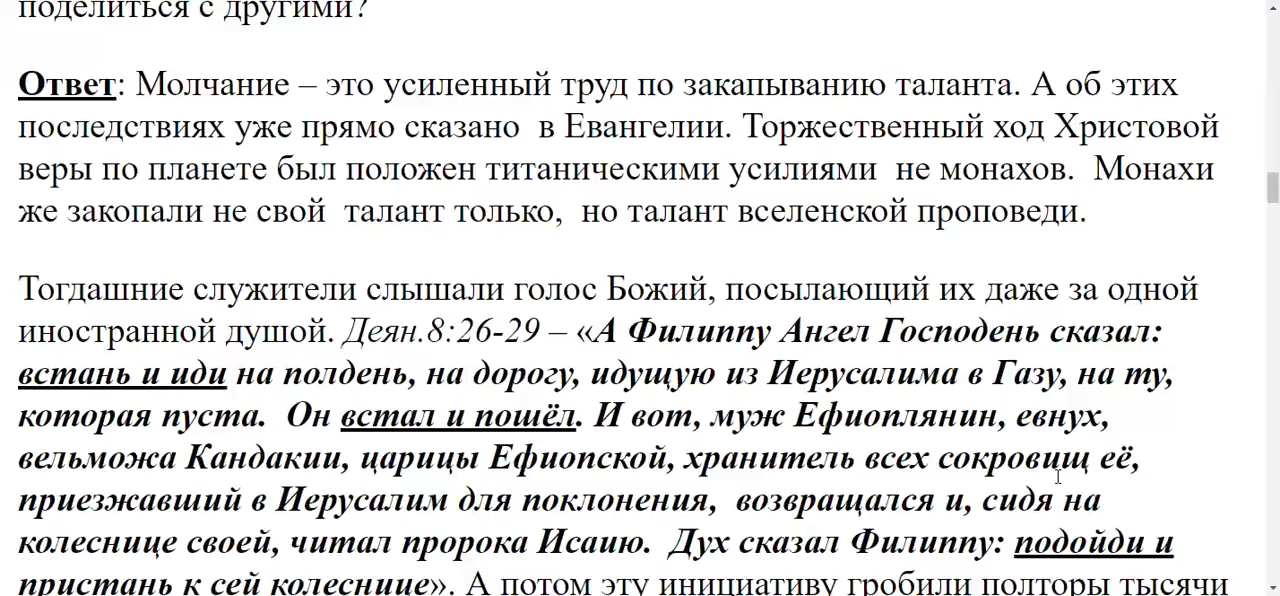 поделиться с другими?
Ответ: Молчание – это усиленный труд по закапыванию таланта. А об этих
последствиях уже прямо сказано в Евангелии. Торжественный ход Христовой
веры по планете был положен титаническими усилиями не монахов. Монахи
же закопали не свой талант только, но талант вселенской проповеди.
Тогдашние служители слышали голос Божий, посылающий их даже за одной
иностранной душой. Деян.8:26-29 – «А Филиппу Ангел Господень сказал:
встань и иди на полдень, на дорогу, идущую из Иерусалима в Газу, на ту,
которая пуста. Он встал и пошёл. И вот, муж Ефиоплянин, евнух,
вельможа Кандакии, царицы Ефиопской, хранитель всех сокровищ её,
приезжавший в Иерусалим для поклонения, возвращался и, сидя на
колеснице своей, читал пророка Исаию. Дух сказал Филиппу: подойди и
пристань к сей колеснице». А потом эту инициативу гробили полторы тысячи